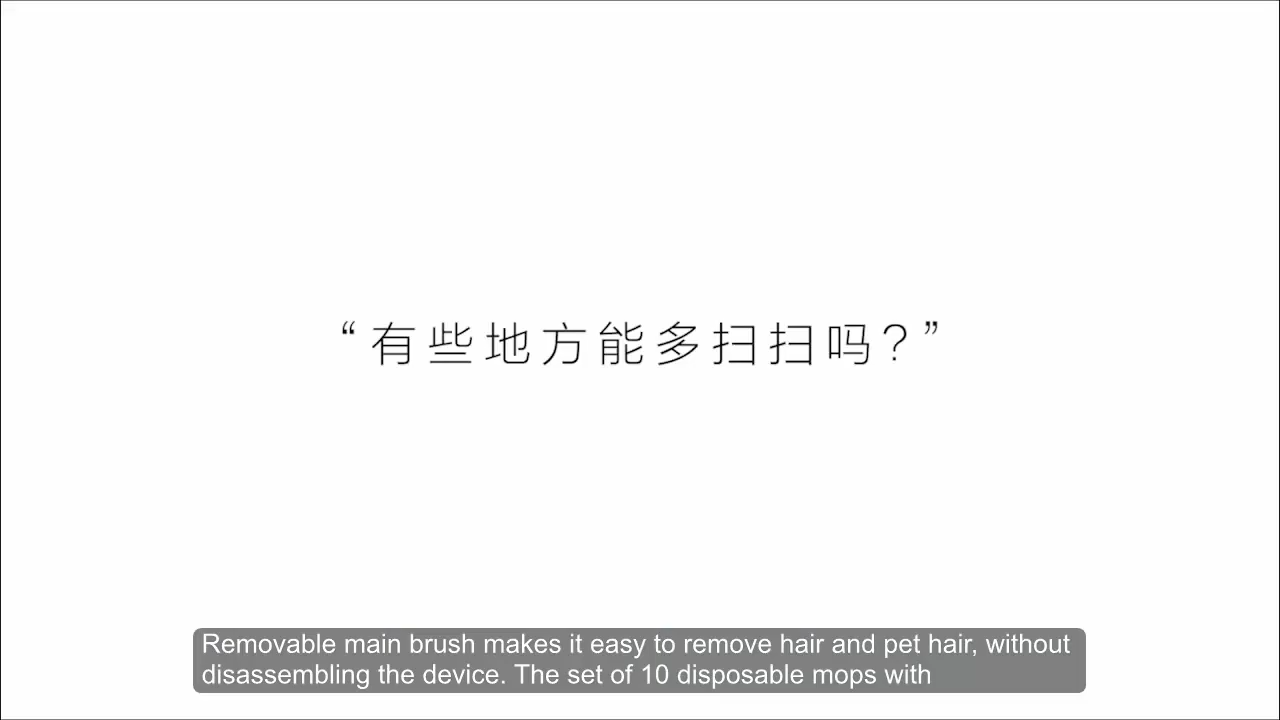 “有些地方能多扫扫吗？”
Removable main brush makes it easy to remove hair and pet hair, without
disassembling the device. The set of 10 disposable mops with